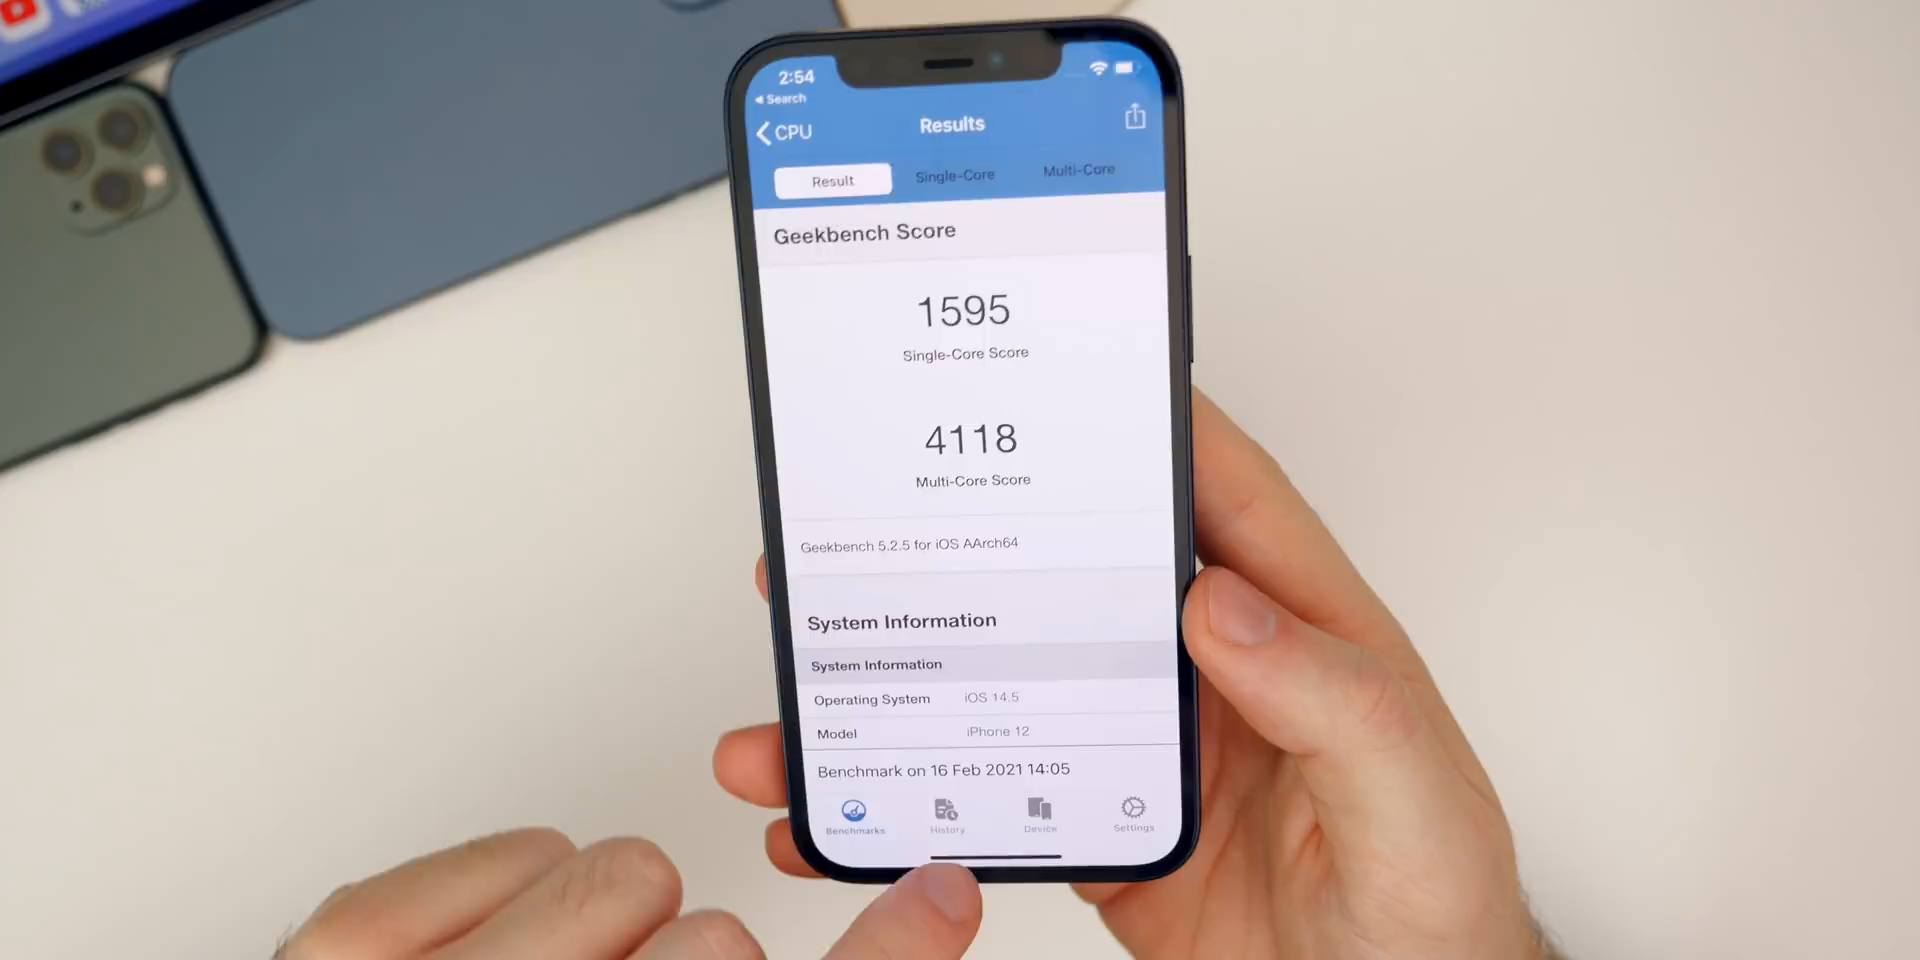 2:54
Search
CPU
Results
Result
Single-Core
Multi-Core
Geekbench Score
1595
Single-Core Score
4118
Multi-Core Score
Geekbench 5.2.5 for iOS AArch64
System Information
System Information
Operating System iOS 14.5
Model iPhone 12
Benchmark on 16 Feb 2021 14:05
Benchmarks
History
Device
Settings